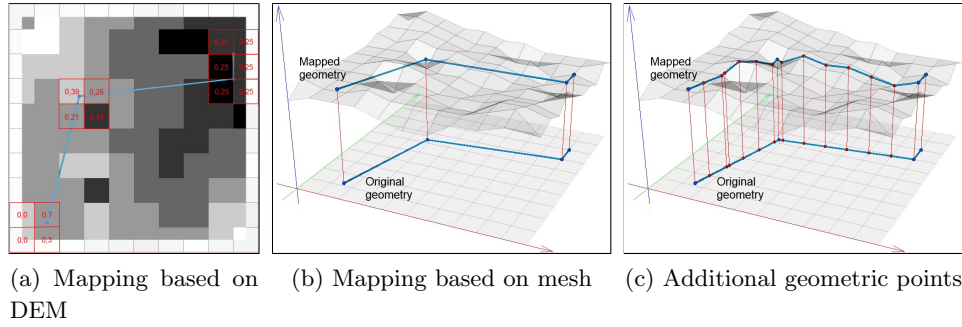 0,25 0,25
0,25
0,39 0,26
0,25 0,25
0,21 0,14
0,0 0,7
0,0 0,3
Mapped
geometry
Original
geometry
Mapped
geometry
Original
geometry
(a) Mapping based on
DEM
(b) Mapping based on mesh
(c) Additional geometric points